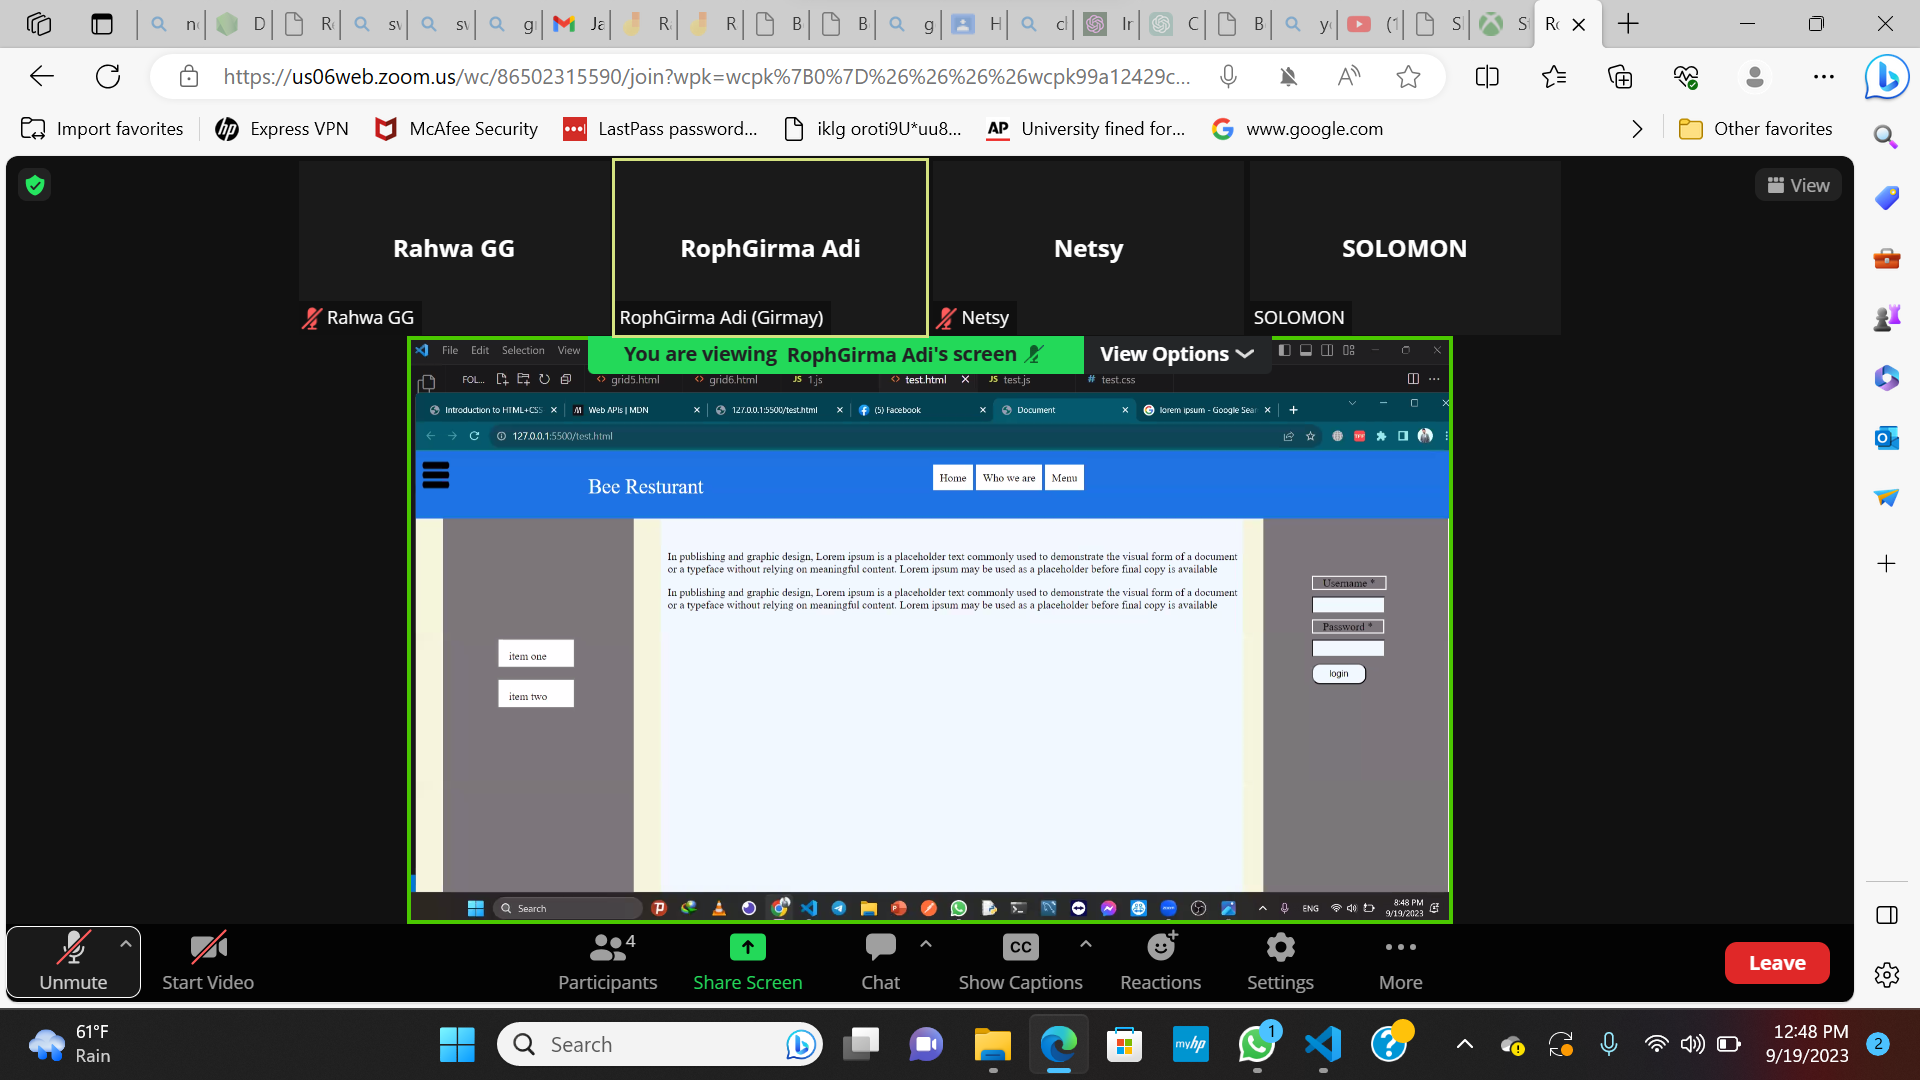 https://us06web.zoom.us/wc/86502315590/join?wpk=wcpk%7B0%7D%26%26%26%26wcpk99a12429c...
Import favorites
Express VPN
McAfee Security
LastPass password...
iklg oroti9U*uu8...
AP University fined for...
www.google.com
Other favorites
View
Rahwa GG
RophGirma Adi
Netsy
SOLOMON
Rahwa GG
RophGirma Adi (Girmay)
Netsy
SOLOMON
File Edit Selection View
You are viewing RophGirma Adi's screen
View Options
FOL...
grid5.html
grid6.html
JS 1.js
test.html
JS test.js
# test.css
Introduction to HTML+CSS
Web APIs | MDN
127.0.0.1:5500/test.html
(5) Facebook
Document
lorem ipsum - Google Sear
127.0.0.1:5500/test.html
Bee Resturant
Home
Who we are
Menu
In publishing and graphic design, Lorem ipsum is a placeholder text commonly used to demonstrate the visual form of a document
or a typeface without relying on meaningful content. Lorem ipsum may be used as a placeholder before final copy is available
In publishing and graphic design, Lorem ipsum is a placeholder text commonly used to demonstrate the visual form of a document
or a typeface without relying on meaningful content. Lorem ipsum may be used as a placeholder before final copy is available
item one
item two
Username *
Password *
login
Search
ENG
8:48 PM
9/19/2023
Unmute
Start Video
4
Participants
Share Screen
Chat
CC
Show Captions
Reactions
Settings
More
Leave
61°F
Rain
Search
myhp
1
12:48 PM
9/19/2023
2